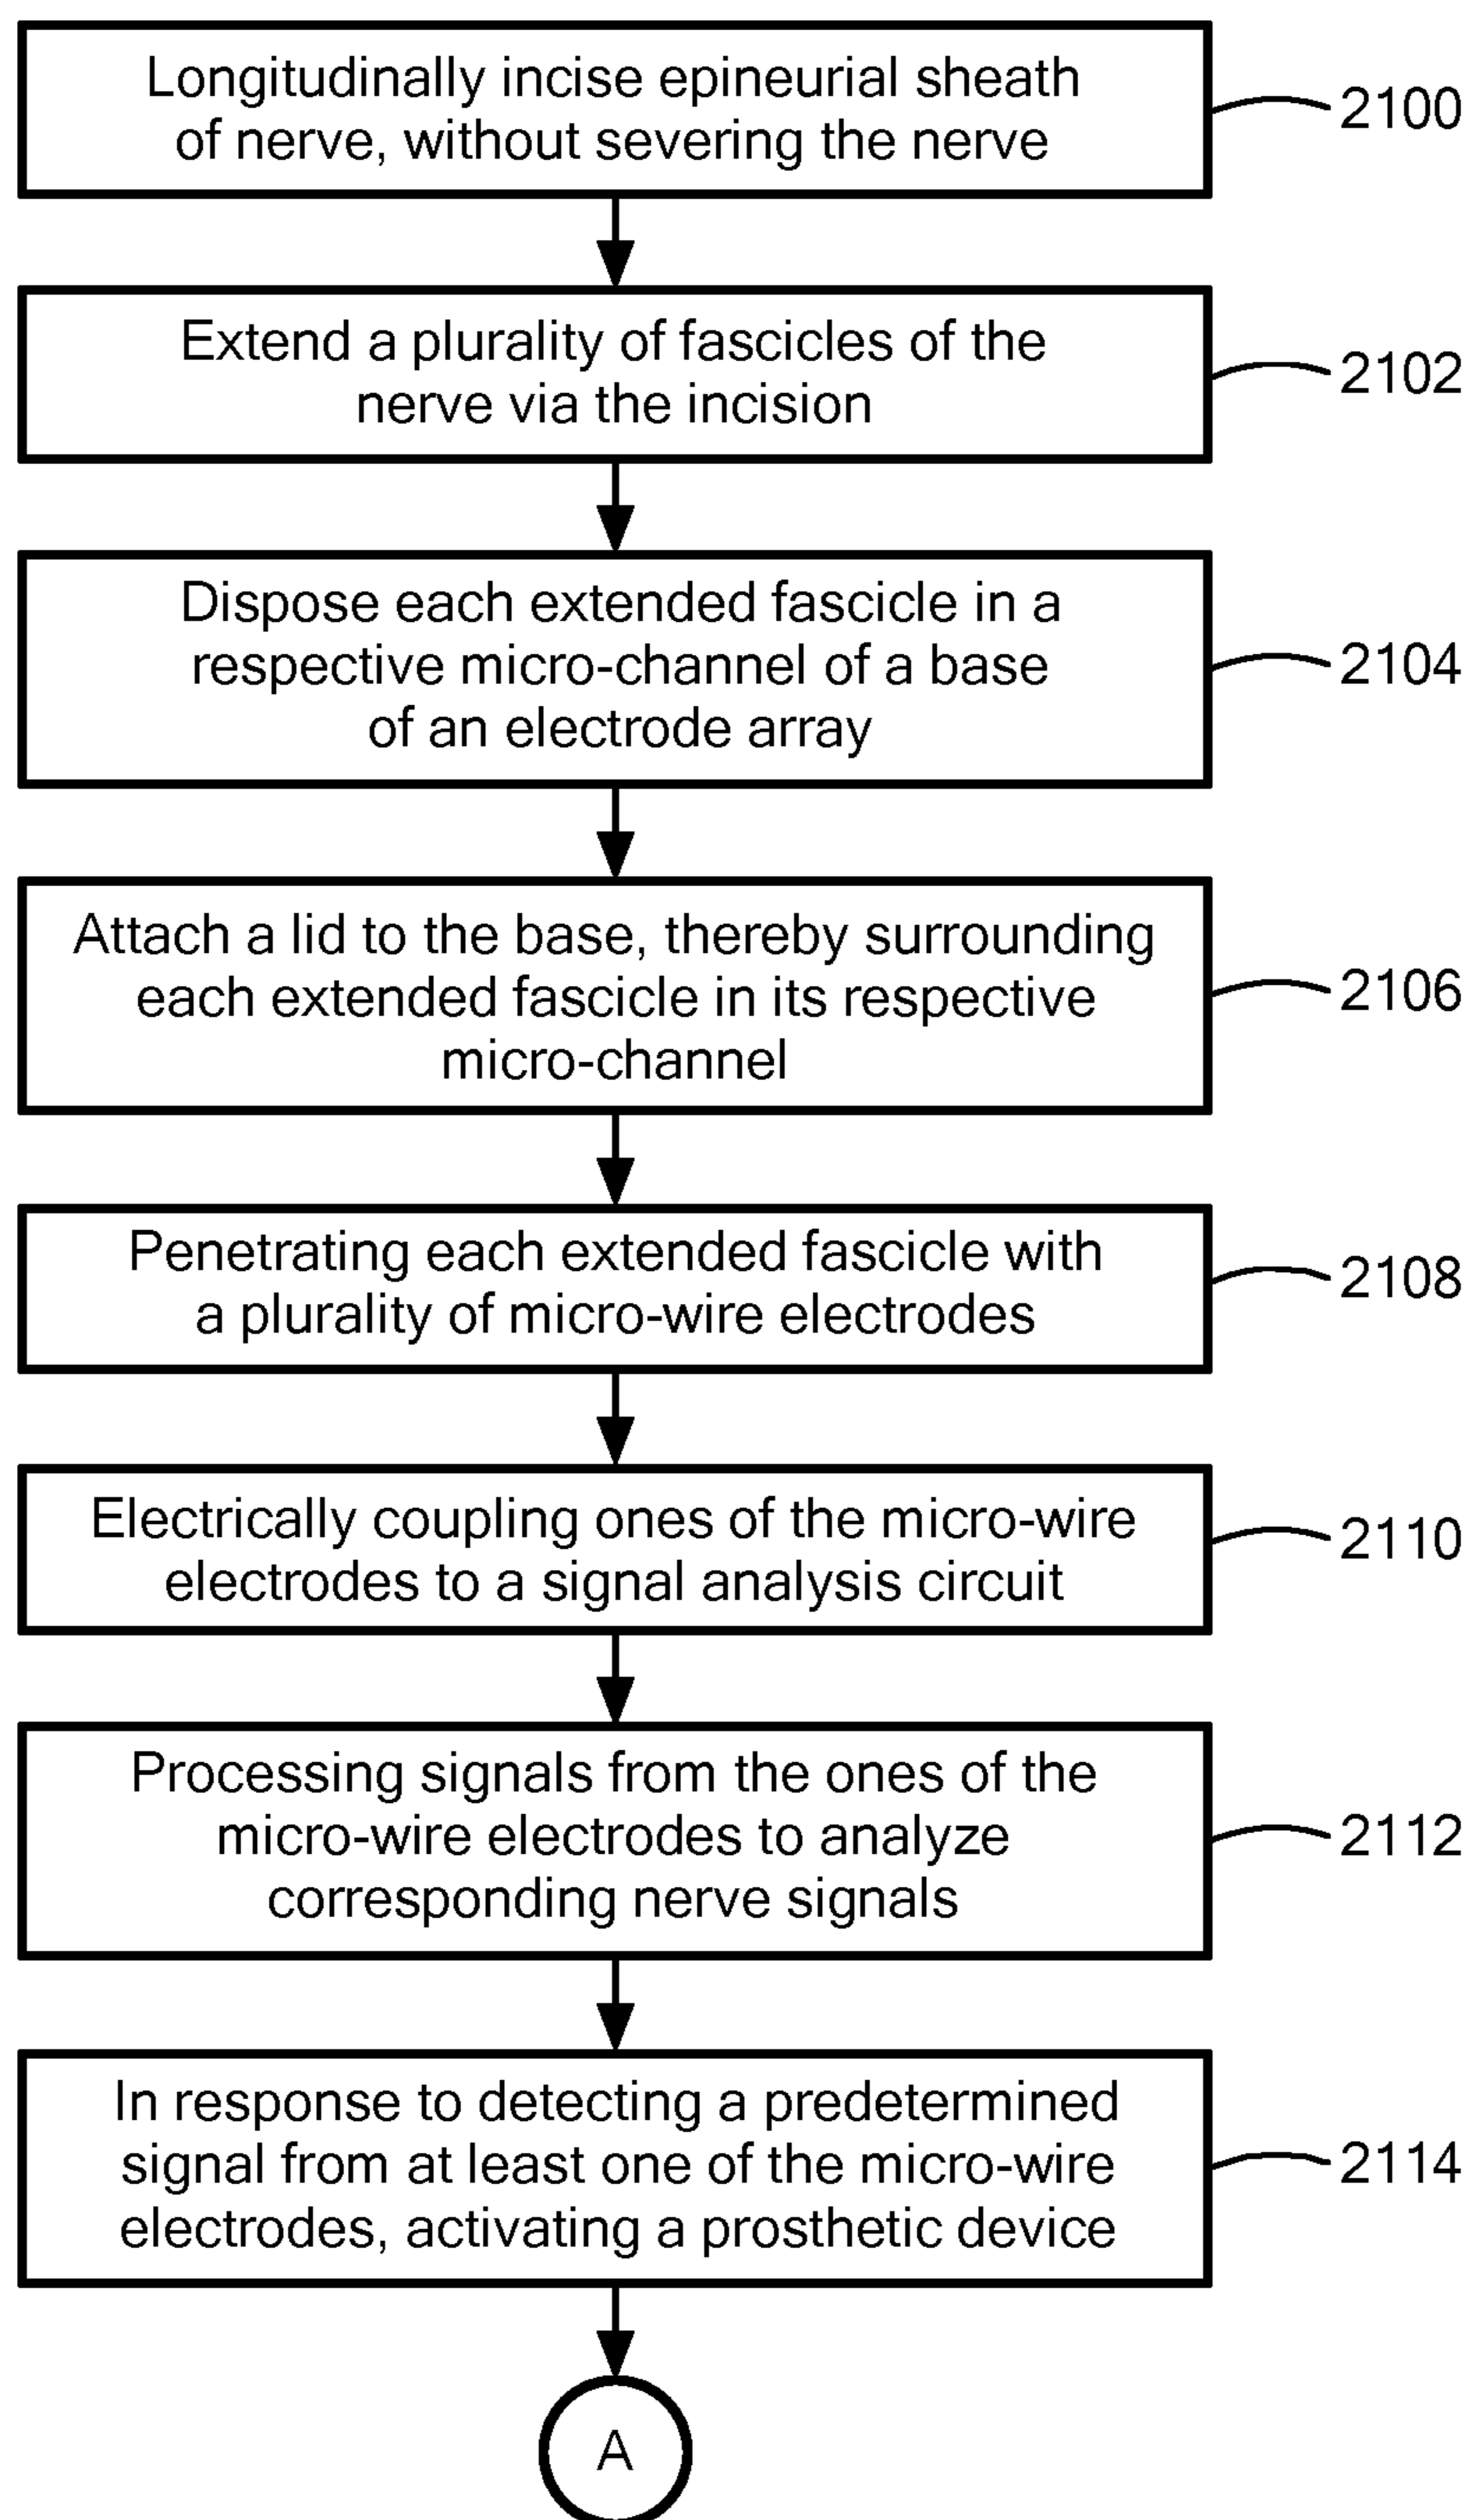 Longitudinally incise epineurial sheath
of nerve, without severing the nerve
2100
Extend a plurality of fascicles of the
nerve via the incision
2102
Dispose each extended fascicle in a
respective micro-channel of a base
of an electrode array
2104
Attach a lid to the base, thereby surrounding
each extended fascicle in its respective
micro-channel
2106
Penetrating each extended fascicle with
a plurality of micro-wire electrodes
2108
Electrically coupling ones of the micro-wire
electrodes to a signal analysis circuit
2110
Processing signals from the ones of the
micro-wire electrodes to analyze
corresponding nerve signals
2112
In response to detecting a predetermined
signal from at least one of the micro-wire
electrodes, activating a prosthetic device
2114
A